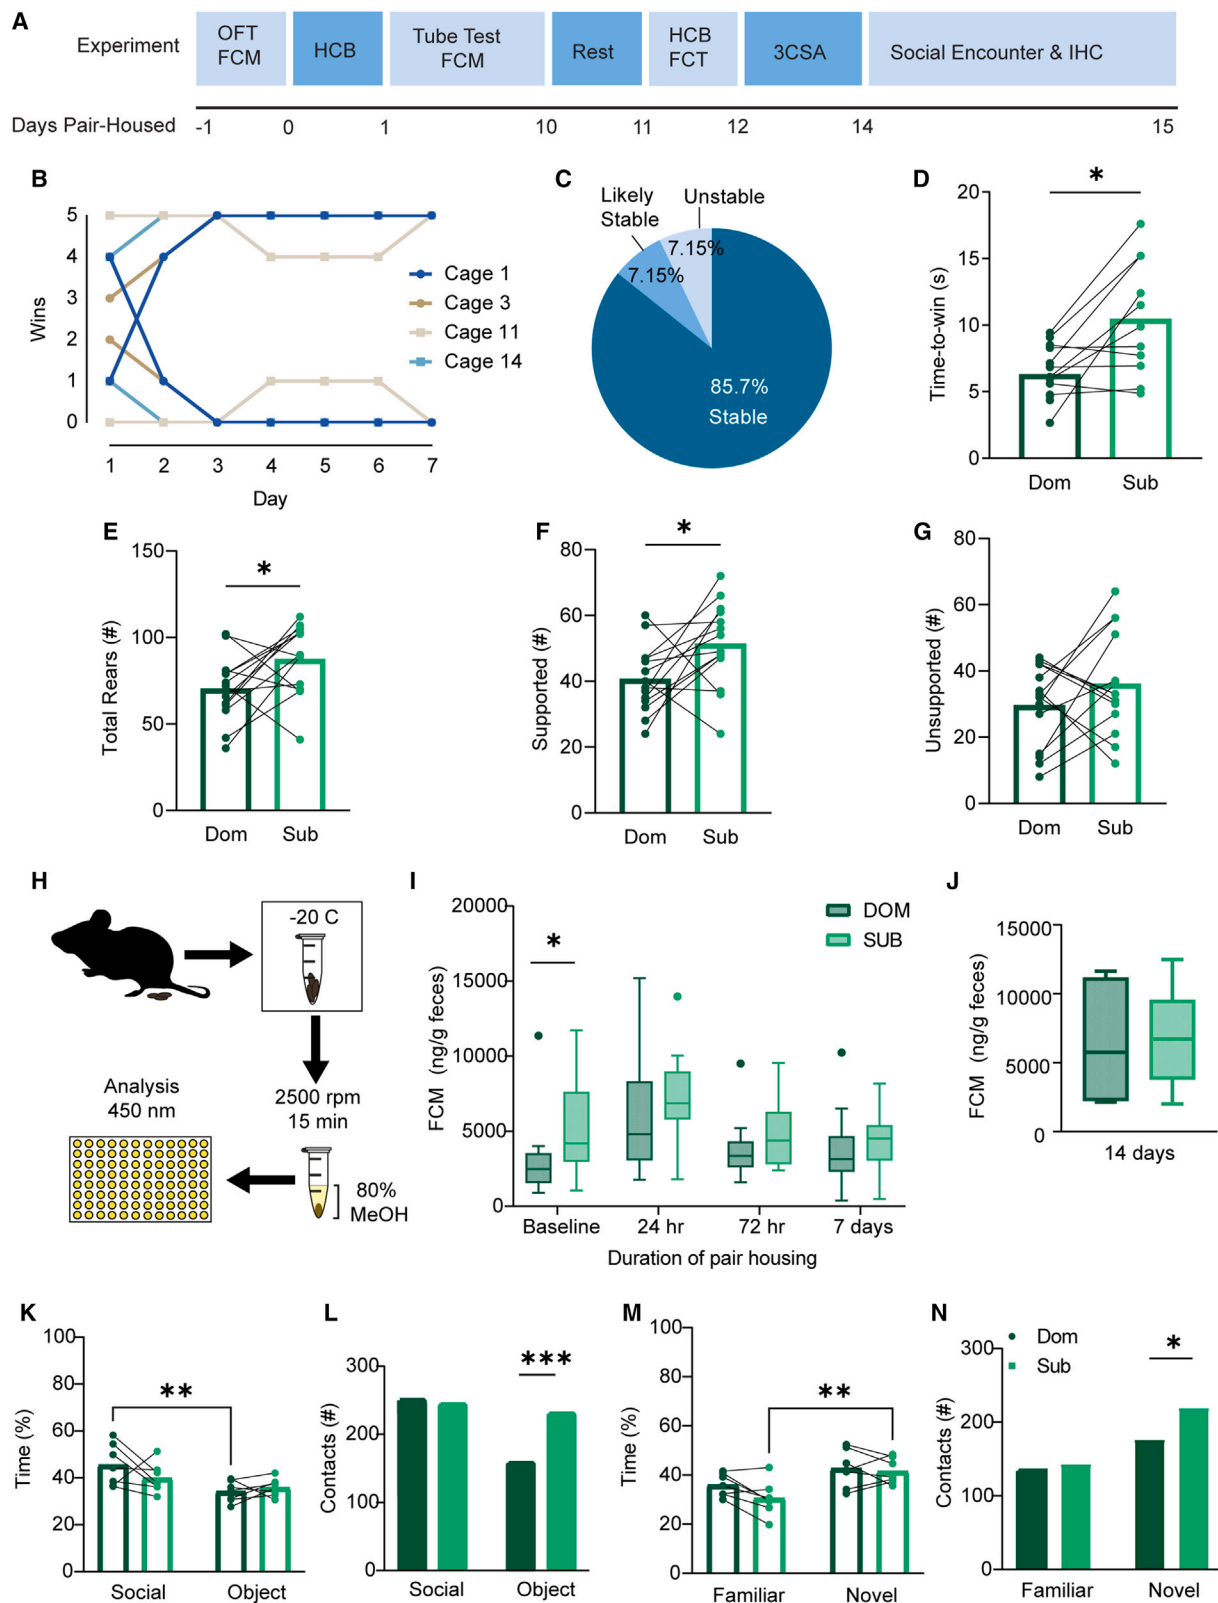 A
Experiment
OFT
FCM
HCB
Tube Test
FCM
Rest
HCB
FCT
3CSA
Social Encounter & IHC
Days Pair-Housed
-1 0 1 10 11 12 14 15
B
Wins
5
4
3
2
1
0
1 2 3 4 5 6 7
Day
Cage 1
Cage 3
Cage 11
Cage 14
C
Likely
Stable
Unstable
7.15%
7.15%
85.7%
Stable
D
Time-to-win (s)
20
15
10
5
0
*
Dom Sub
E
Total Rears (#)
150
100
50
0
*
Dom Sub
F
Supported (#)
80
60
40
20
0
*
Dom Sub
G
Unsupported (#)
80
60
40
20
0
Dom Sub
H
-20 C
2500 rpm
15 min
80%
MeOH
Analysis
450 nm
I
FCM (ng/g feces)
20000
15000
10000
5000
0
*
DOM
SUB
Baseline 24 hr 72 hr 7 days
Duration of pair housing
J
FCM (ng/g feces)
15000
10000
5000
0
14 days
K
Time (%)
100
80
60
40
20
0
**
Social Object
L
Contacts (#)
300
200
100
0
***
Social Object
M
Time (%)
100
80
60
40
20
0
**
Familiar Novel
N
Contacts (#)
300
200
100
0
Dom
Sub
*
Familiar Novel